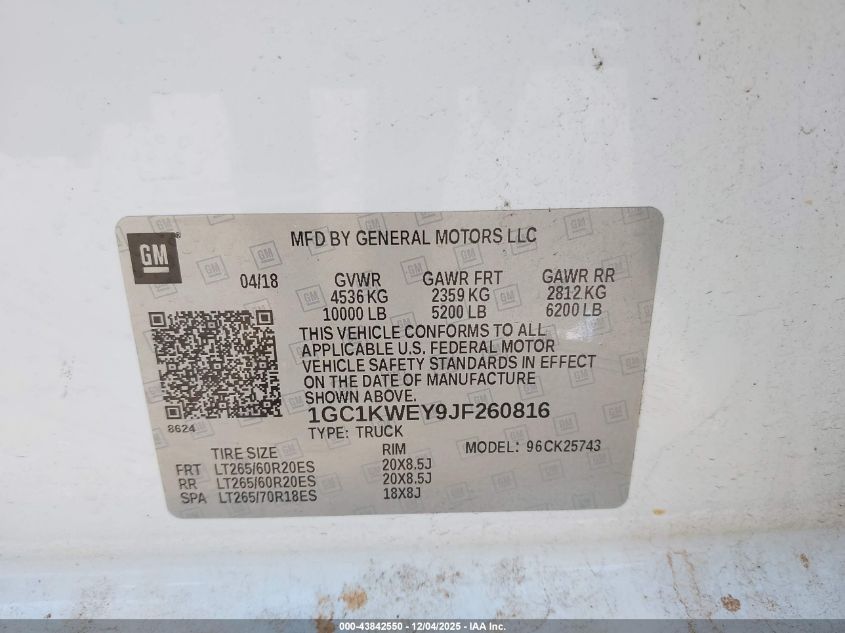 GM
MFD BY GENERAL MOTORS LLC
04/18 GVWR GAWR FRT GAWR RR
4536 KG 2359 KG 2812 KG
10000 LB 5200 LB 6200 LB
THIS VEHICLE CONFORMS TO ALL
APPLICABLE U.S. FEDERAL MOTOR
VEHICLE SAFETY STANDARDS IN EFFECT
ON THE DATE OF MANUFACTURE
SHOWN ABOVE.
1GC1KWEY9JF260816
8624
TYPE: TRUCK
TIRE SIZE RIM MODEL: 96CK25743
FRT LT265/60R20ES 20X8.5J
RR LT265/60R20ES 20X8.5J
SPA LT265/70R18ES 18X8J
000-43842550 - 12/04/2025 - IAA Inc.